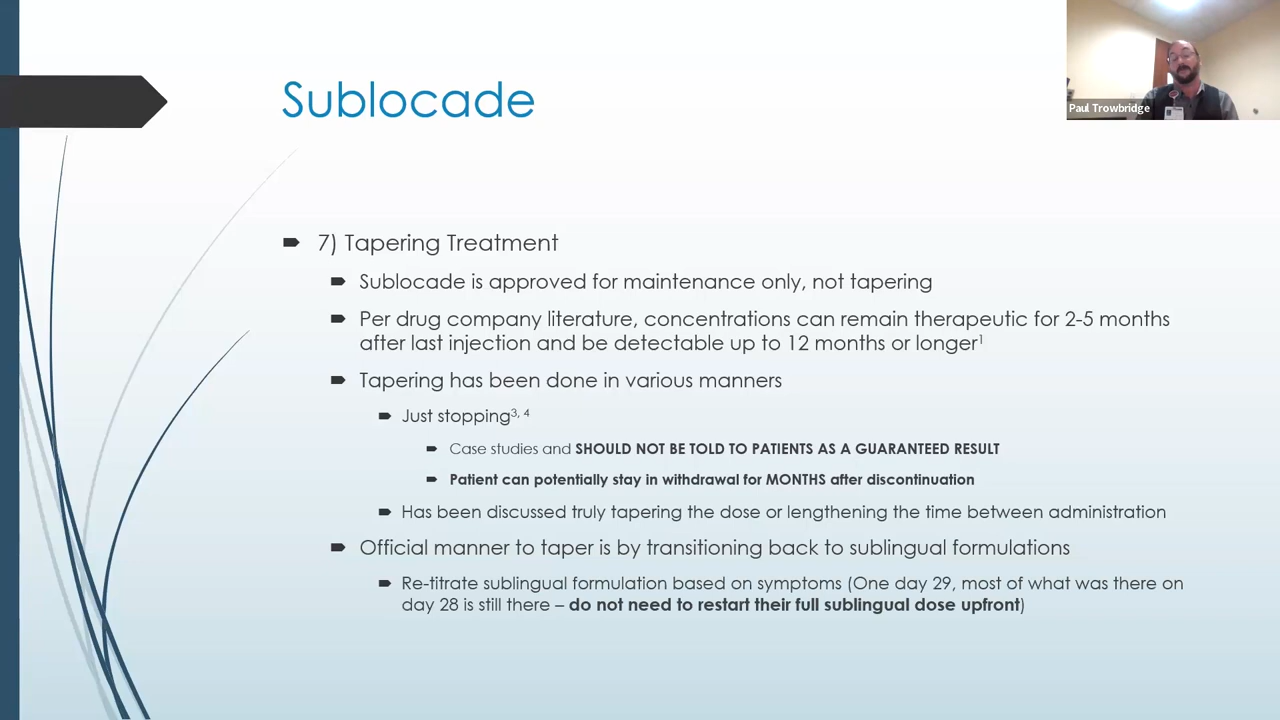 Paul Trowbridge
Sublocade
7) Tapering Treatment
Sublocade is approved for maintenance only, not tapering
Per drug company literature, concentrations can remain therapeutic for 2-5 months
after last injection and be detectable up to 12 months or longer¹
Tapering has been done in various manners
Just stopping³, ⁴
Case studies and SHOULD NOT BE TOLD TO PATIENTS AS A GUARANTEED RESULT
Patient can potentially stay in withdrawal for MONTHS after discontinuation
Has been discussed truly tapering the dose or lengthening the time between administration
Official manner to taper is by transitioning back to sublingual formulations
Re-titrate sublingual formulation based on symptoms (One day 29, most of what was there on
day 28 is still there – do not need to restart their full sublingual dose upfront)